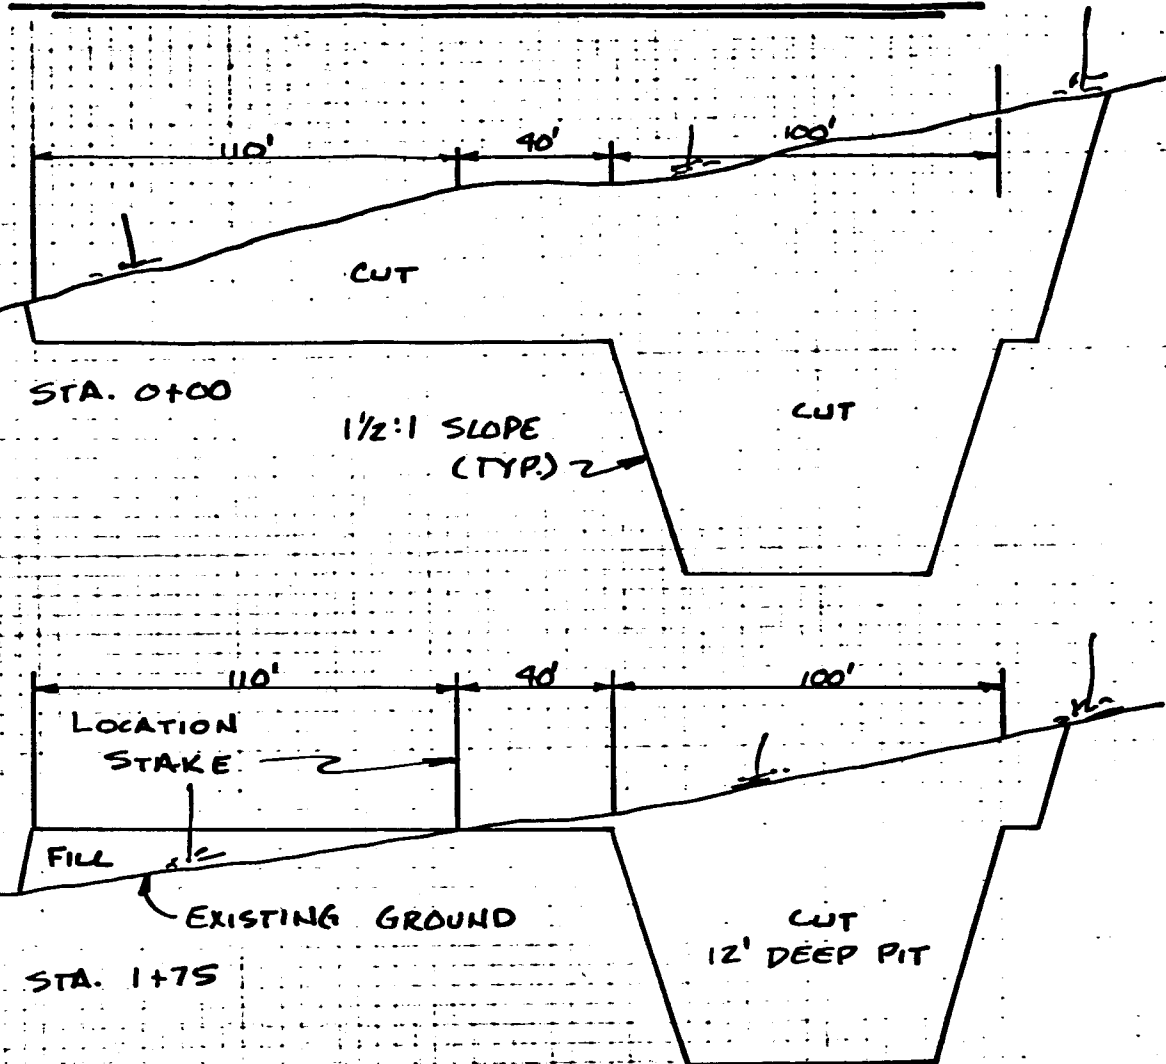 110' 40' 100'
CUT
STA. 0+00
1½:1 SLOPE
(TYP.)
CUT
110' 40' 100'
LOCATION
STAKE
FILL
EXISTING GROUND
CUT
12' DEEP PIT
STA. 1+75